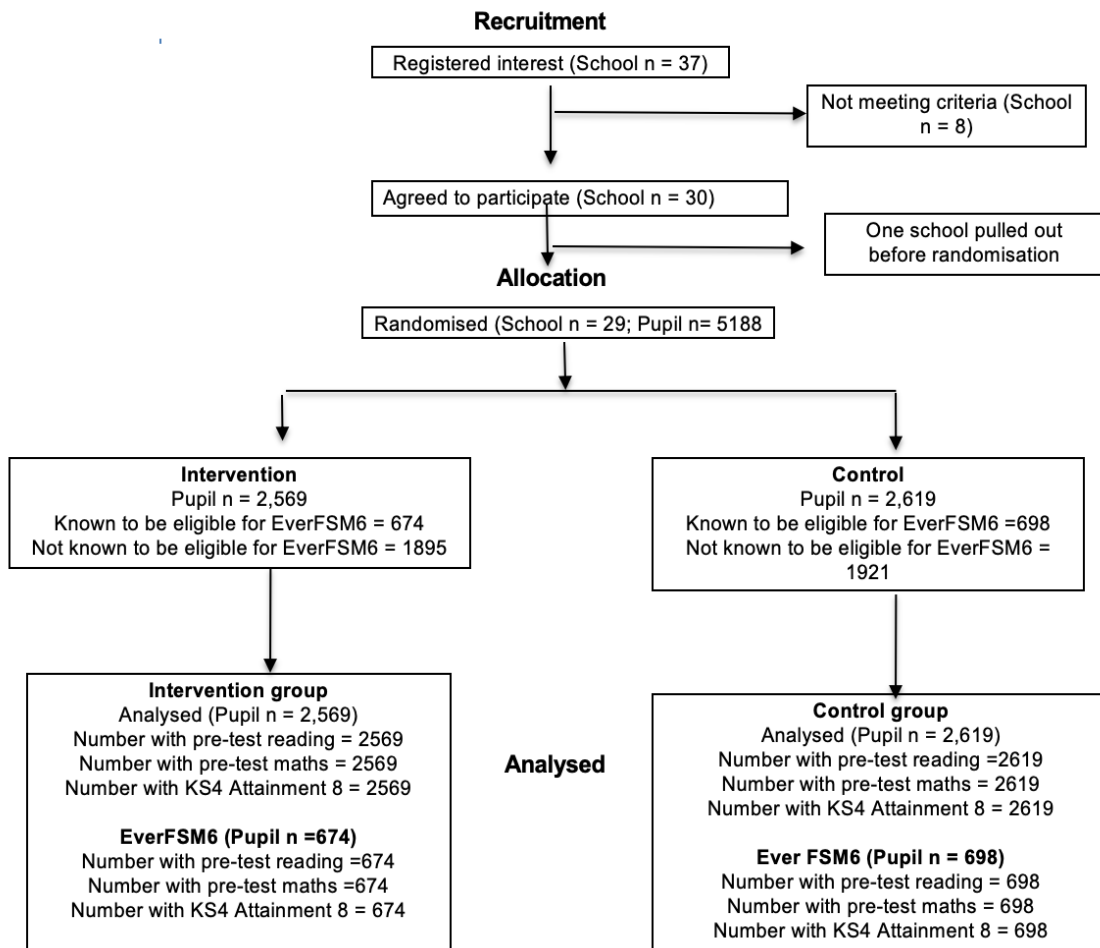 Recruitment
Registered interest (School n = 37)
Not meeting criteria (School
n = 8)
Agreed to participate (School n = 30)
One school pulled out
before randomisation
Allocation
Randomised (School n = 29; Pupil n= 5188
Intervention
Pupil n = 2,569
Known to be eligible for EverFSM6 = 674
Not known to be eligible for EverFSM6 = 1895
Control
Pupil n = 2,619
Known to be eligible for EverFSM6 =698
Not known to be eligible for EverFSM6 =
1921
Intervention group
Analysed (Pupil n = 2,569)
Number with pre-test reading = 2569
Number with pre-test maths = 2569
Number with KS4 Attainment 8 = 2569
EverFSM6 (Pupil n =674)
Number with pre-test reading =674
Number with pre-test maths =674
Number with KS4 Attainment 8 = 674
Analysed
Control group
Analysed (Pupil n = 2,619)
Number with pre-test reading =2619
Number with pre-test maths = 2619
Number with KS4 Attainment 8 = 2619
Ever FSM6 (Pupil n = 698)
Number with pre-test reading = 698
Number with pre-test maths = 698
Number with KS4 Attainment 8 = 698